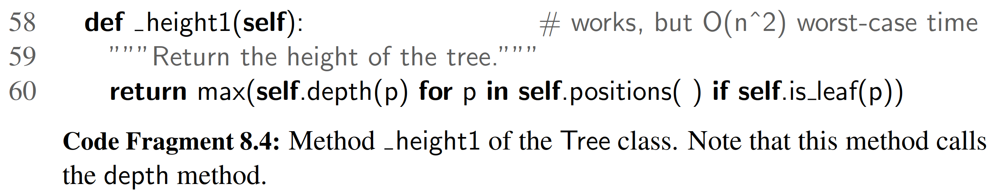 58 def _height1(self): # works, but O(n^2) worst-case time
59 """Return the height of the tree."""
60 return max(self.depth(p) for p in self.positions( ) if self.is_leaf(p))
Code Fragment 8.4: Method _height1 of the Tree class. Note that this method calls
the depth method.